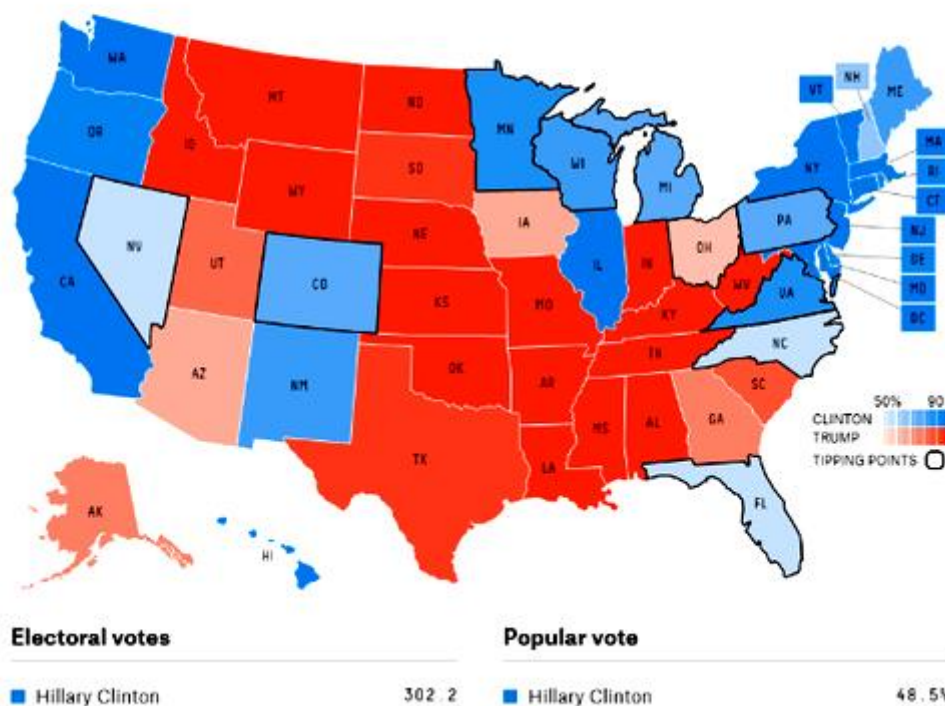 WA
MT
ND
MN
VT
NH
ME
OR
ID
SD
WI
MI
NY
MA
RI
CT
WY
IA
PA
NJ
NV
NE
OH
DE
UT
IL
IN
MD
CA
CO
WV
VA
DC
KS
MO
KY
NC
AZ
NM
OK
AR
TN
SC
50% 90
CLINTON
TRUMP
TIPPING POINTS
MS
AL
GA
TX
LA
FL
AK
HI
Electoral votes
Popular vote
Hillary Clinton 302.2
Hillary Clinton 48.5%